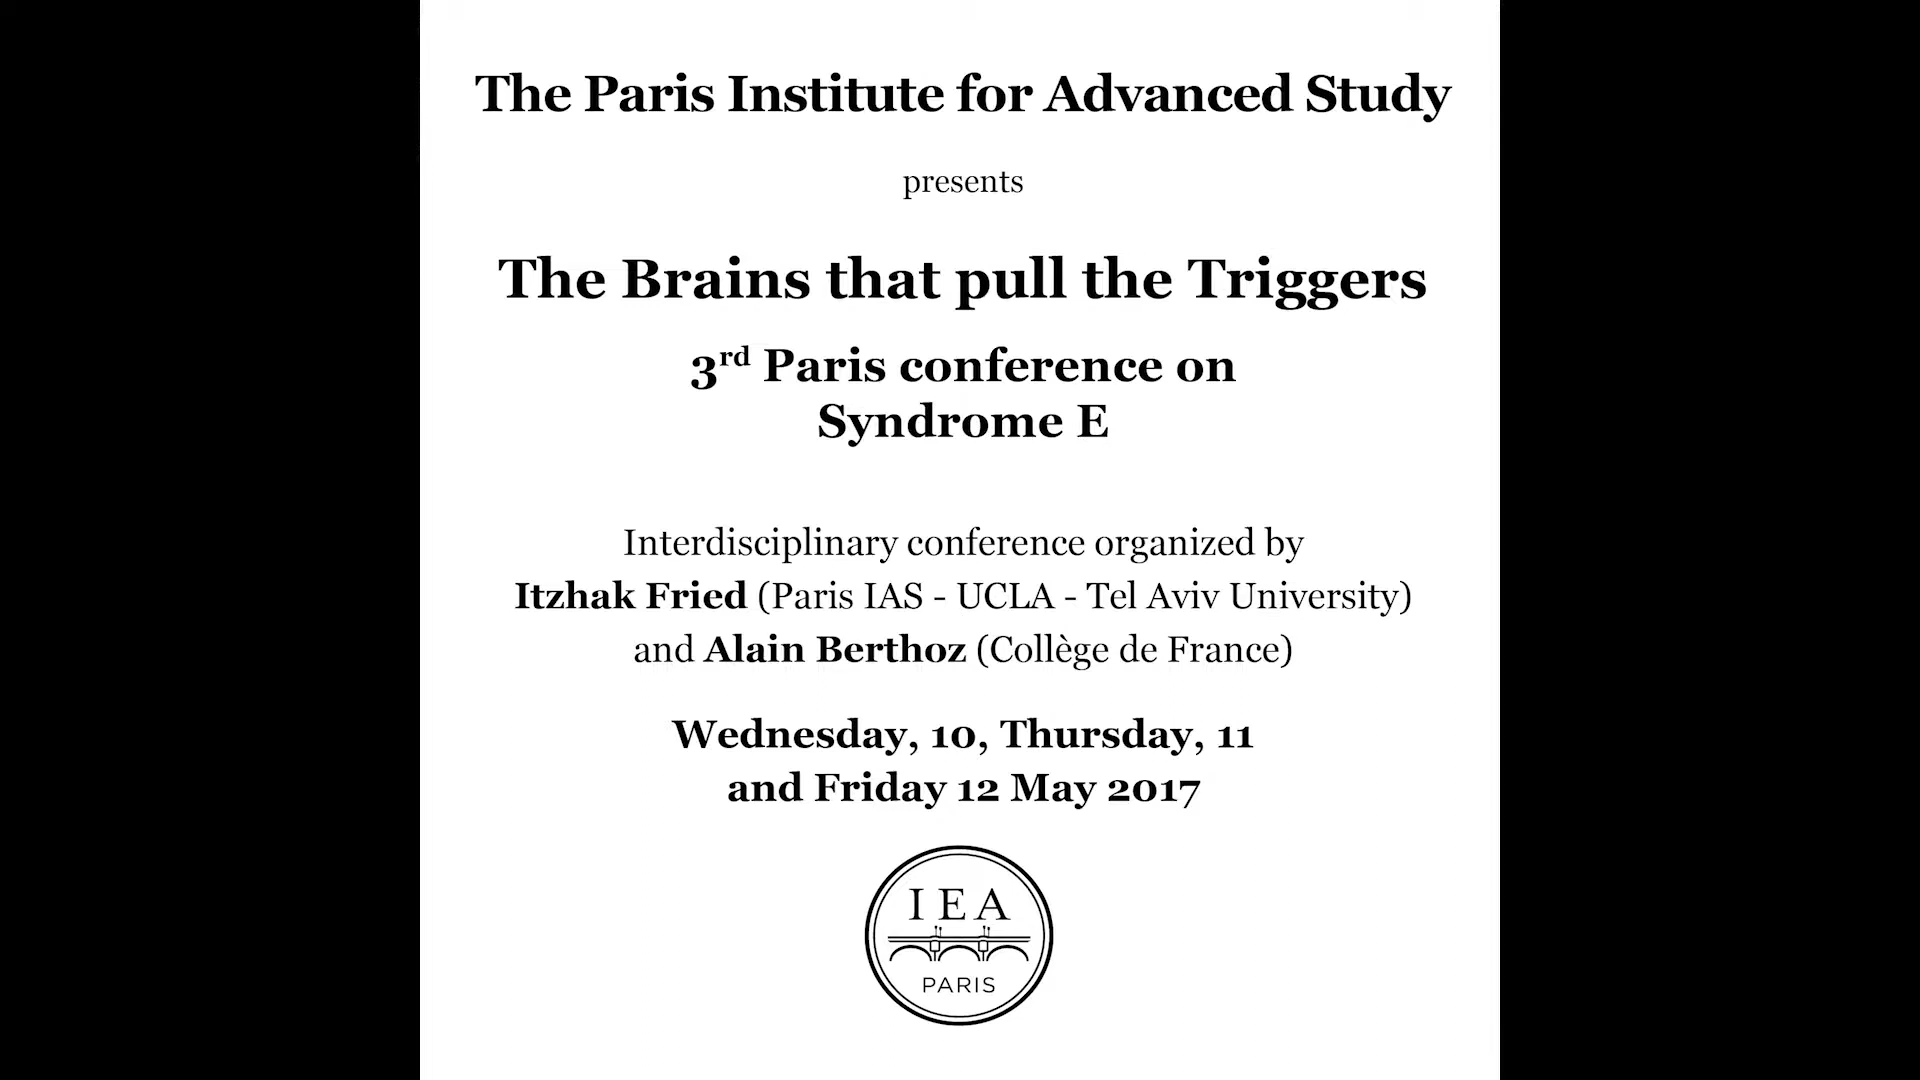 The Paris Institute for Advanced Study
presents
The Brains that pull the Triggers
3rd Paris conference on
Syndrome E
Interdisciplinary conference organized by
Itzhak Fried (Paris IAS - UCLA - Tel Aviv University)
and Alain Berthoz (Collège de France)
Wednesday, 10, Thursday, 11
and Friday 12 May 2017
IEA
PARIS